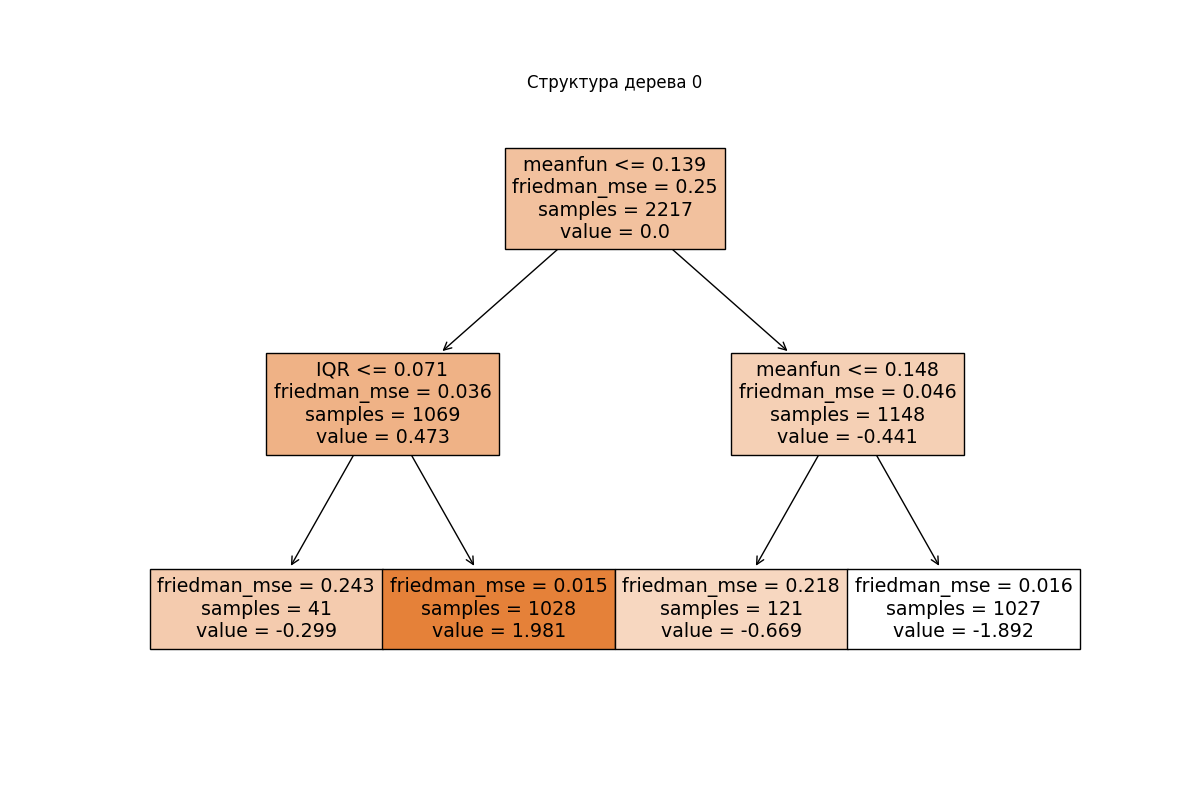 Структура дерева 0
meanfun <= 0.139
friedman_mse = 0.25
samples = 2217
value = 0.0
IQR <= 0.071
friedman_mse = 0.036
samples = 1069
value = 0.473
meanfun <= 0.148
friedman_mse = 0.046
samples = 1148
value = -0.441
friedman_mse = 0.243
samples = 41
value = -0.299
friedman_mse = 0.015
samples = 1028
value = 1.981
friedman_mse = 0.218
samples = 121
value = -0.669
friedman_mse = 0.016
samples = 1027
value = -1.892